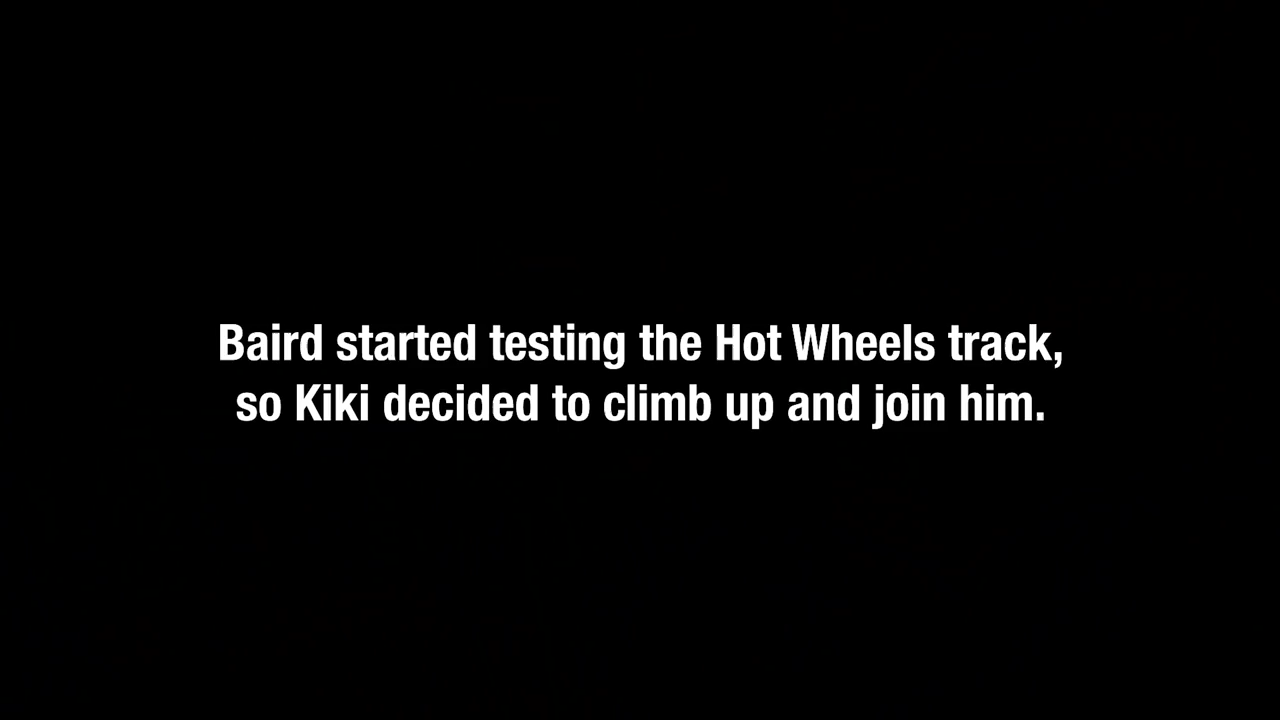 Baird started testing the Hot Wheels track,
so Kiki decided to climb up and join him.